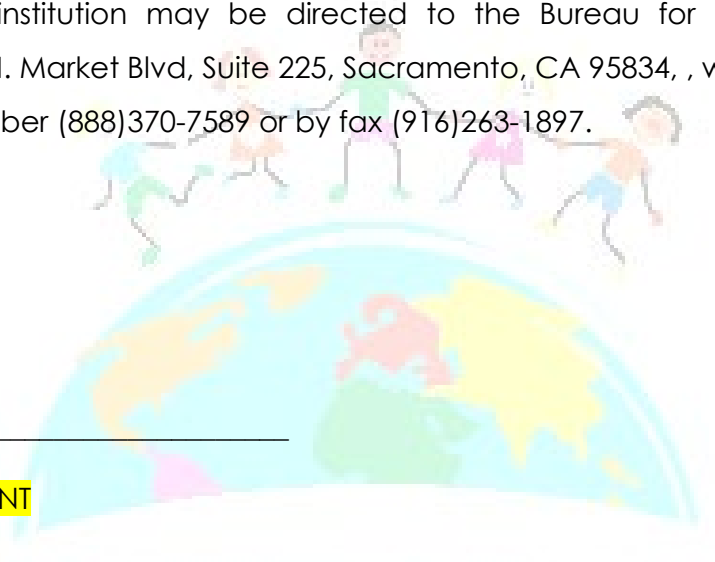 institution may be directed to the Bureau for
. Market Blvd, Suite 225, Sacramento, CA 95834, , w
ber (888)370-7589 or by fax (916)263-1897.
NT